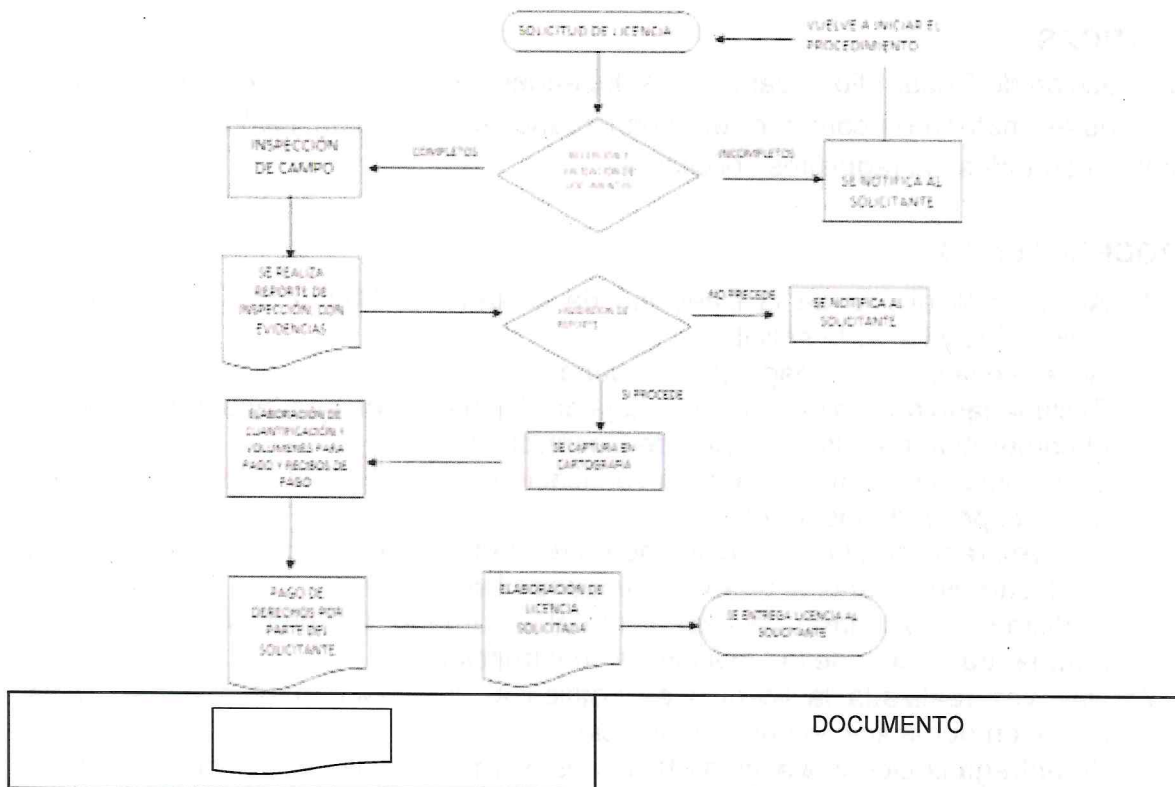 SOLICITUD DE LICENCIA
VUELVE A INICIAR EL
PROCEDIMIENTO
INSPECCIÓN
DE CAMPO
COMPLETOS
DOCUMENTOS
INCOMPLETOS
SE NOTIFICA AL
SOLICITANTE
SE REALIZA
REPORTE DE
INSPECCIÓN, CON
EVIDENCIAS
REPORTE
NO PRECEDE
SE NOTIFICA AL
SOLICITANTE
SI PROCEDE
ELABORACIÓN DE
CUANTIFICACIÓN Y
VOLUMENES PARA
PAGO Y RECIBOS DE
PAGO
SE CAPTURA EN
CARTOGRAFIA
PAGO DE
DERECHOS POR
PARTE DEL
SOLICITANTE
ELABORACIÓN DE
LICENCIA
SOLICITADA
SE ENTREGA LICENCIA AL
SOLICITANTE
DOCUMENTO